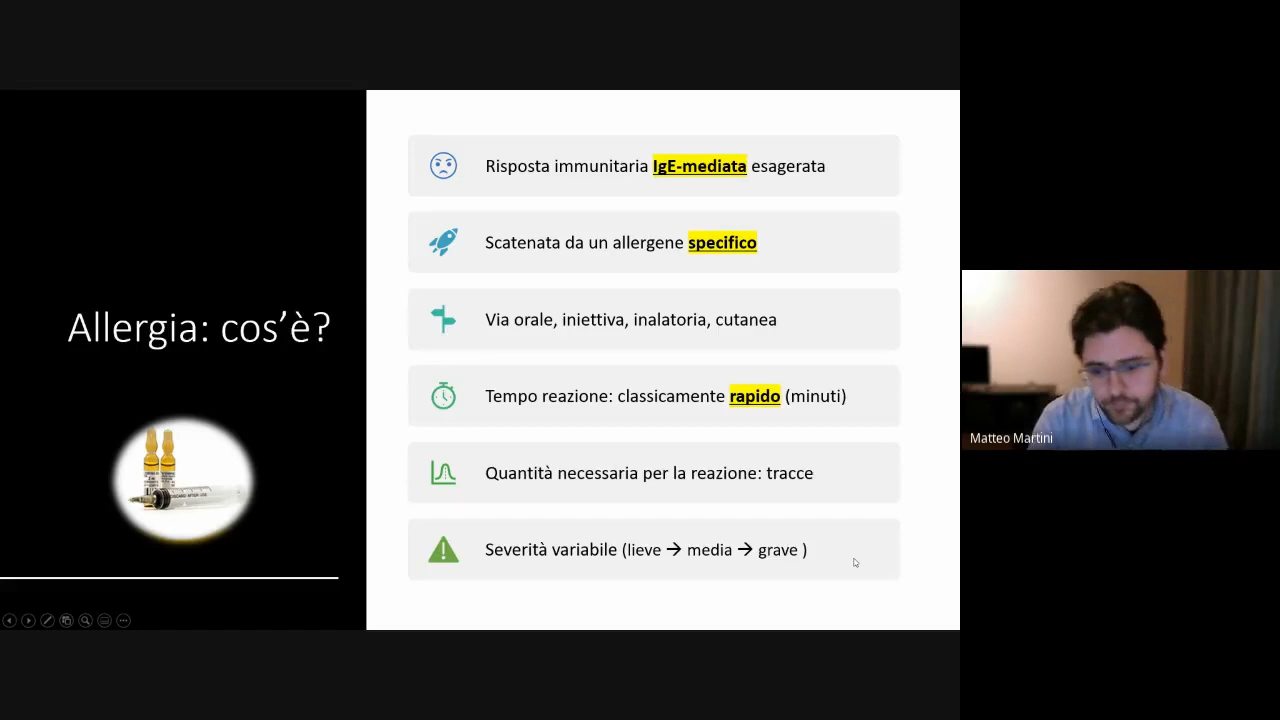 Allergia: cos'è?
Risposta immunitaria IgE-mediata esagerata
Scatenata da un allergene specifico
Via orale, iniettiva, inalatoria, cutanea
Tempo reazione: classicamente rapido (minuti)
Quantità necessaria per la reazione: tracce
Severità variabile (lieve → media → grave )
Matteo Martini